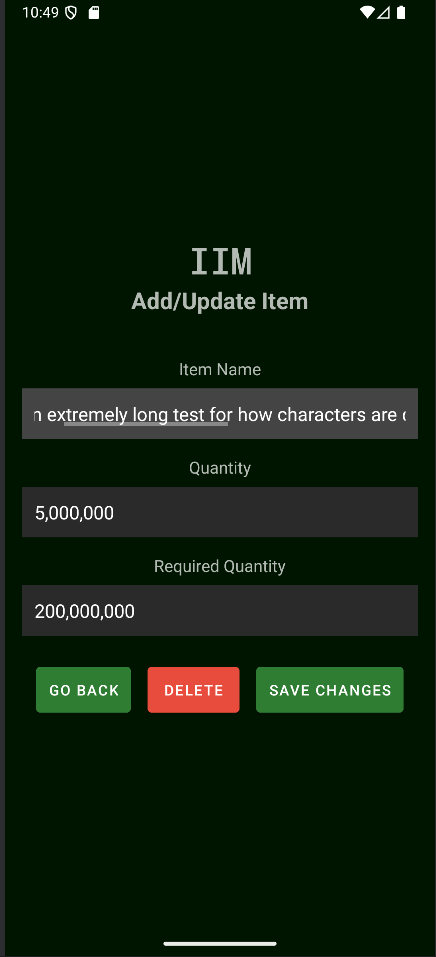 10:49
IIM
Add/Update Item
Item Name
extremely long test for how characters are
Quantity
5,000,000
Required Quantity
200,000,000
GO BACK DELETE SAVE CHANGES